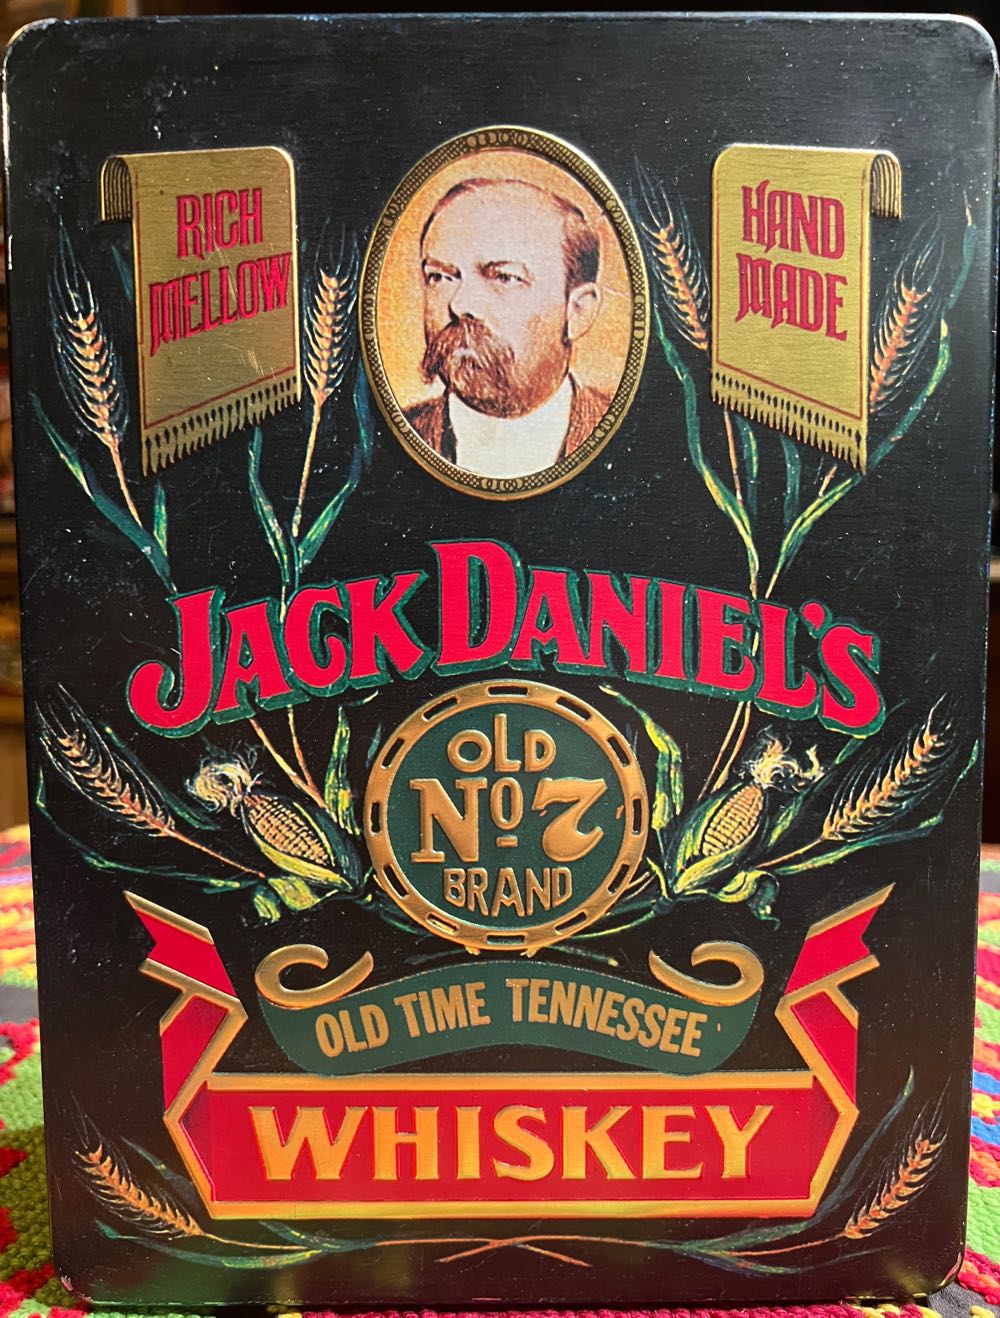 RICH
MELLOW
HAND
MADE
JACK DANIEL'S
OLD
No 7
BRAND
OLD TIME TENNESSEE
WHISKEY